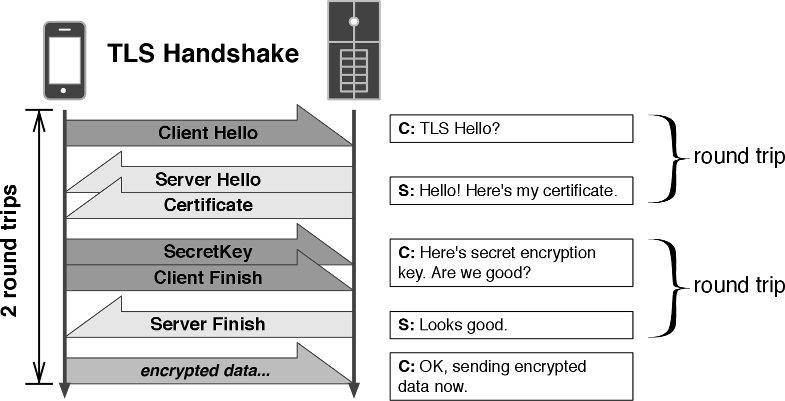 TLS Handshake
2 round trips
Client Hello
Server Hello
Certificate
SecretKey
Client Finish
Server Finish
encrypted data...
C: TLS Hello?
S: Hello! Here's my certificate.
round trip
C: Here's secret encryption
key. Are we good?
S: Looks good.
round trip
C: OK, sending encrypted
data now.